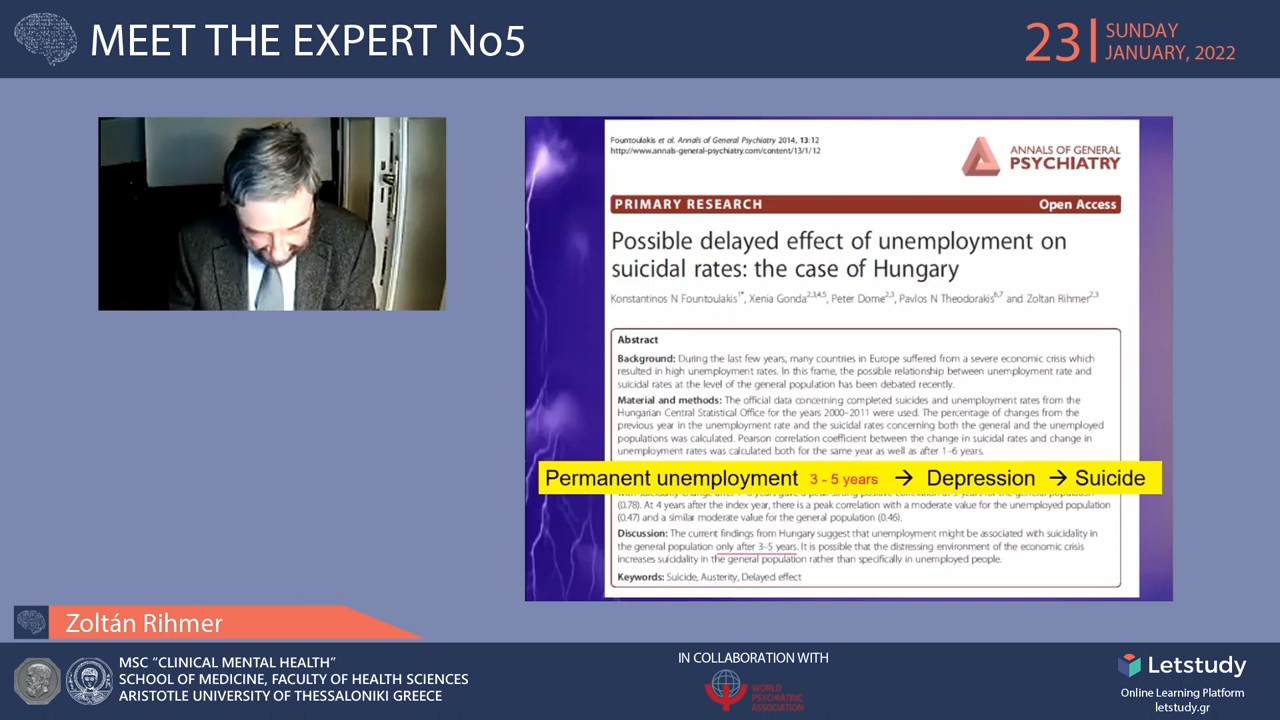 MEET THE EXPERT No5
23
SUNDAY
JANUARY, 2022
Fountoulakis et al. Annals of General Psychiatry 2014, 13:12
http://www.annals-general-psychiatry.com/content/13/1/12
ANNALS OF GENERAL
PSYCHIATRY
PRIMARY RESEARCH Open Access
Possible delayed effect of unemployment on
suicidal rates: the case of Hungary
Konstantinos N Fountoulakis1*, Xenia Gonda2,3,4,5, Peter Dome2,3, Pavlos N Theodorakis6,7 and Zoltan Rihmer2,3
Abstract
Background: During the last few years, many countries in Europe suffered from a severe economic crisis which
resulted in high unemployment rates. In this frame, the possible relationship between unemployment rate and
suicidal rates at the level of the general population has been debated recently.
Material and methods: The official data concerning completed suicides and unemployment rates from the
Hungarian Central Statistical Office for the years 2000–2011 were used. The percentage of changes from the
previous year in the unemployment rate and the suicidal rates concerning both the general and the unemployed
populations was calculated. Pearson correlation coefficient between the change in suicidal rates and change in
unemployment rates was calculated both for the same year as well as after 1–6 years.
Permanent unemployment 3 - 5 years → Depression → Suicide
(0.78). At 4 years after the index year, there is a peak correlation with a moderate value for the unemployed population
(0.47) and a similar moderate value for the general population (0.46).
Discussion: The current findings from Hungary suggest that unemployment might be associated with suicidality in
the general population only after 3–5 years. It is possible that the distressing environment of the economic crisis
increases suicidality in the general population rather than specifically in unemployed people.
Keywords: Suicide, Austerity, Delayed effect
Zoltán Rihmer
MSC “CLINICAL MENTAL HEALTH”
SCHOOL OF MEDICINE, FACULTY OF HEALTH SCIENCES
ARISTOTLE UNIVERSITY OF THESSALONIKI GREECE
IN COLLABORATION WITH
WORLD
PSYCHIATRIC
ASSOCIATION
Letstudy
Online Learning Platform
letstudy.gr